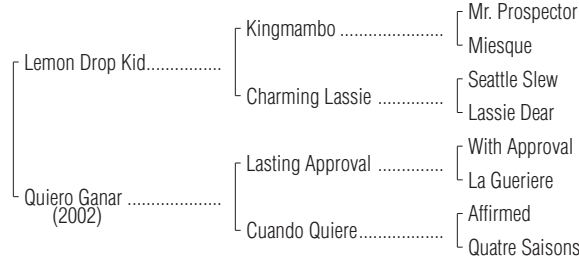 Mr. Prospector
Kingmambo ......................
Miesque
Lemon Drop Kid................
Seattle Slew
Charming Lassie ..............
Lassie Dear
With Approval
Lasting Approval ..............
La Gueriere
Quiero Ganar ....................
(2002)
Affirmed
Cuando Quiere..................
Quatre Saisons